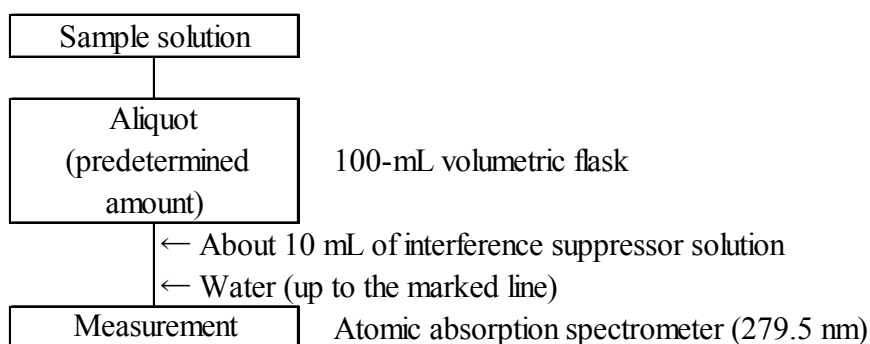 Sample solution
Aliquot
(predetermined
amount)
100-mL volumetric flask
← About 10 mL of interference suppressor solution
← Water (up to the marked line)
Measurement
Atomic absorption spectrometer (279.5 nm)